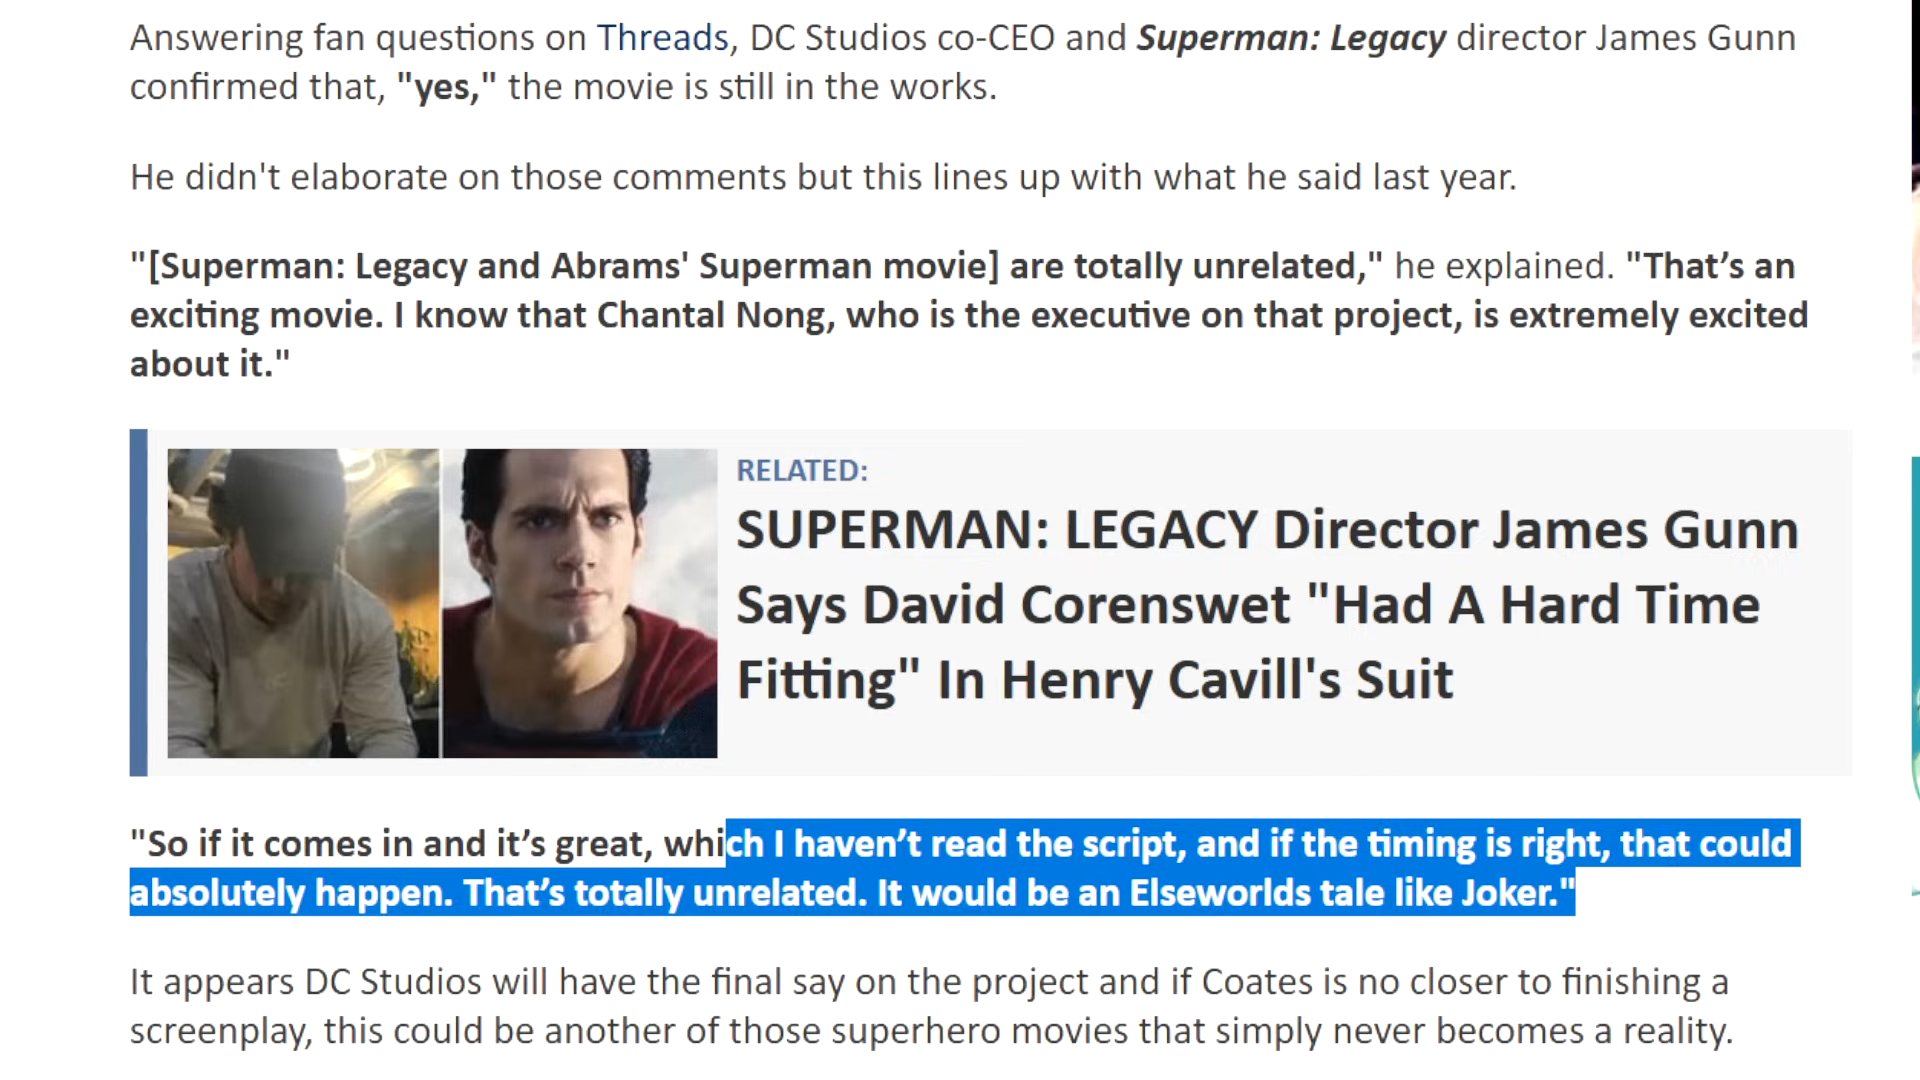 Answering fan questions on Threads, DC Studios co-CEO and Superman: Legacy director James Gunn
confirmed that, "yes," the movie is still in the works.
He didn't elaborate on those comments but this lines up with what he said last year.
"[Superman: Legacy and Abrams' Superman movie] are totally unrelated," he explained. "That’s an
exciting movie. I know that Chantal Nong, who is the executive on that project, is extremely excited
about it."
RELATED:
SUPERMAN: LEGACY Director James Gunn
Says David Corenswet "Had A Hard Time
Fitting" In Henry Cavill's Suit
"So if it comes in and it’s great, which I haven’t read the script, and if the timing is right, that could
absolutely happen. That’s totally unrelated. It would be an Elseworlds tale like Joker."
It appears DC Studios will have the final say on the project and if Coates is no closer to finishing a
screenplay, this could be another of those superhero movies that simply never becomes a reality.